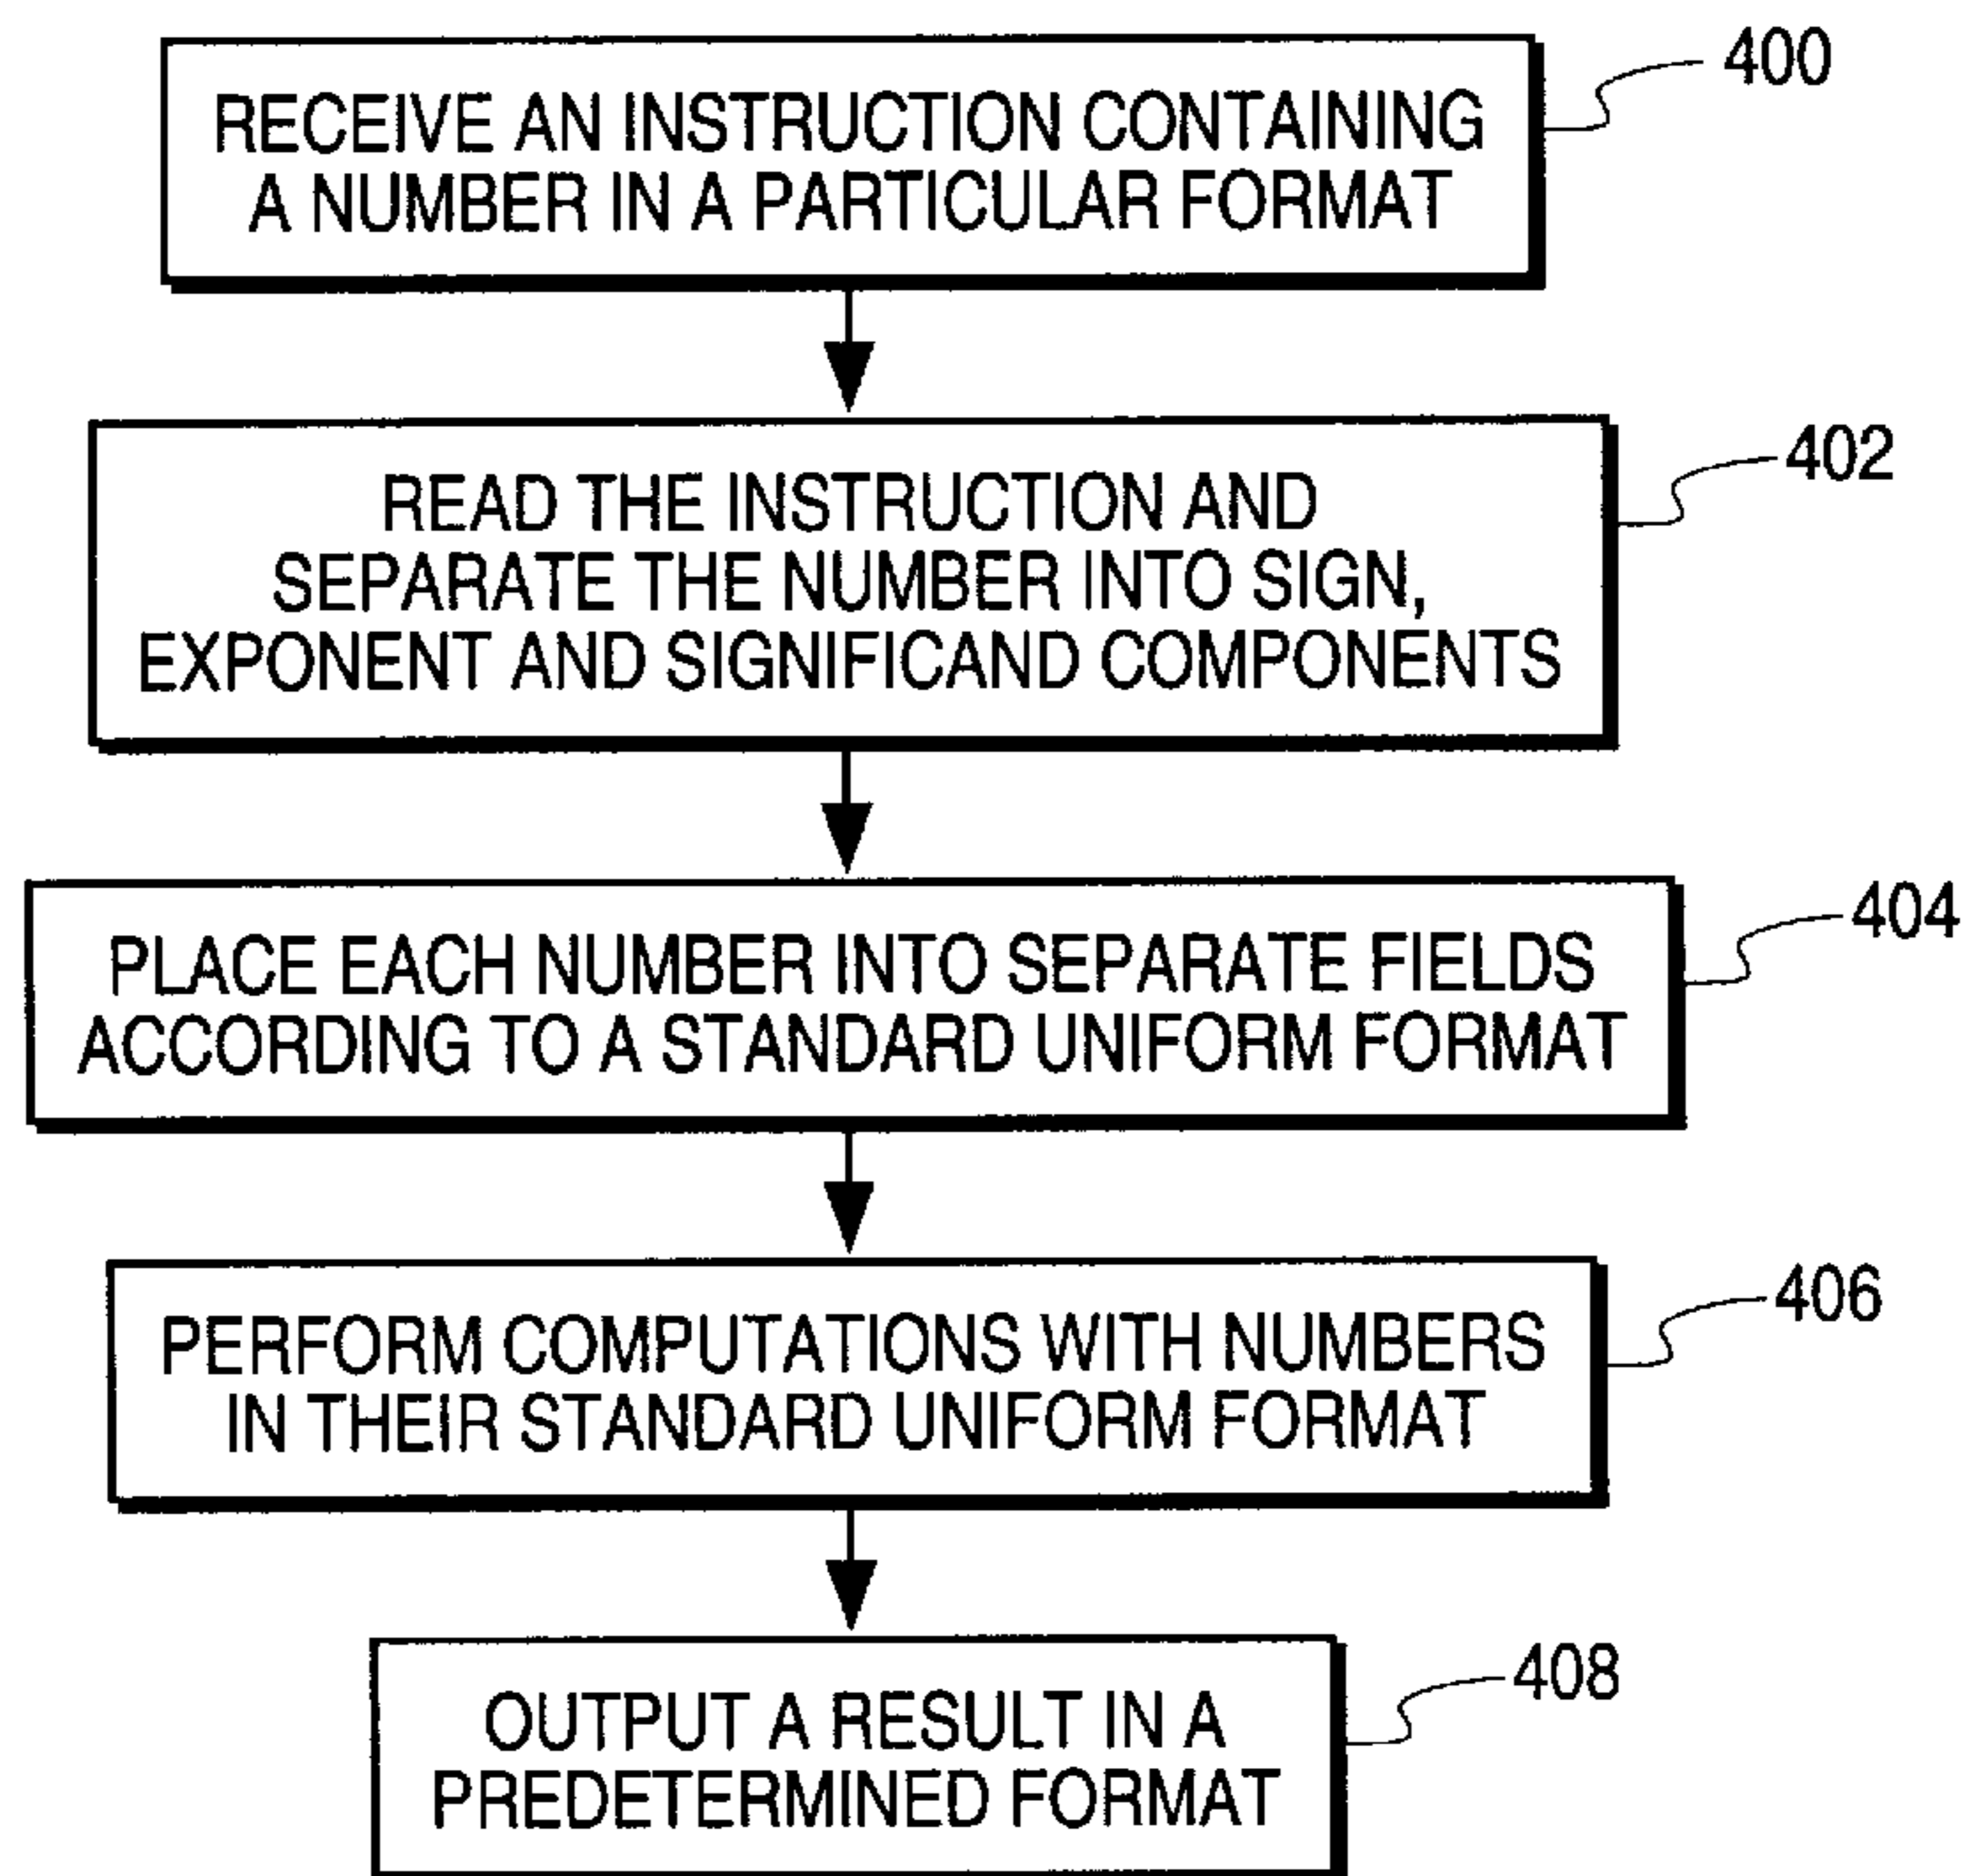 400
RECEIVE AN INSTRUCTION CONTAINING
A NUMBER IN A PARTICULAR FORMAT
402
READ THE INSTRUCTION AND
SEPARATE THE NUMBER INTO SIGN,
EXPONENT AND SIGNIFICAND COMPONENTS
404
PLACE EACH NUMBER INTO SEPARATE FIELDS
ACCORDING TO A STANDARD UNIFORM FORMAT
406
PERFORM COMPUTATIONS WITH NUMBERS
IN THEIR STANDARD UNIFORM FORMAT
408
OUTPUT A RESULT IN A
PREDETERMINED FORMAT